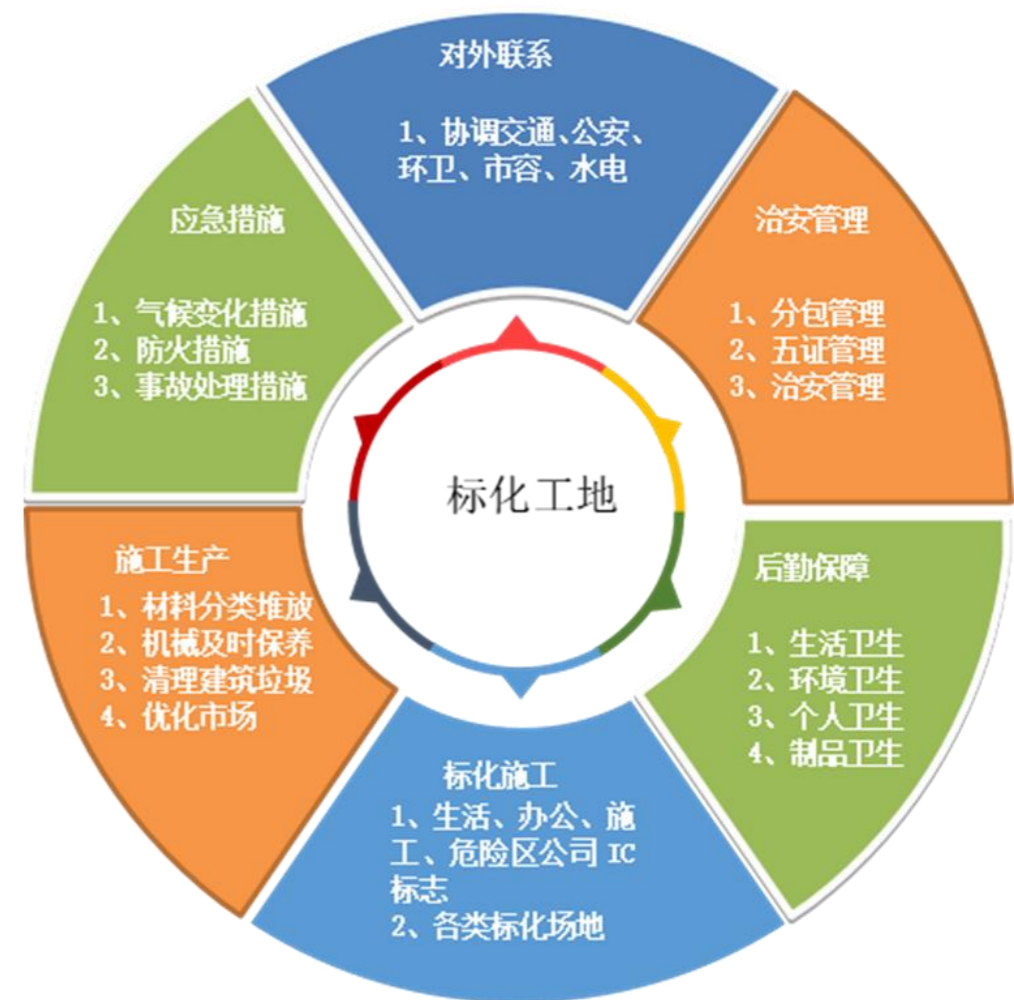 对外联系
1、协调交通、公安、
环卫、市容、水电
治安管理
1、分包管理
2、五证管理
3、治安管理
后勤保障
1、生活卫生
2、环境卫生
3、个人卫生
4、制品卫生
标化施工
1、生活、办公、施
工、危险区公司 IC
标志
2、各类标化场地
施工生产
1、材料分类堆放
2、机械及时保养
3、清理建筑垃圾
4、优化市场
应急措施
1、气候变化措施
2、防火措施
3、事故处理措施
标化工地